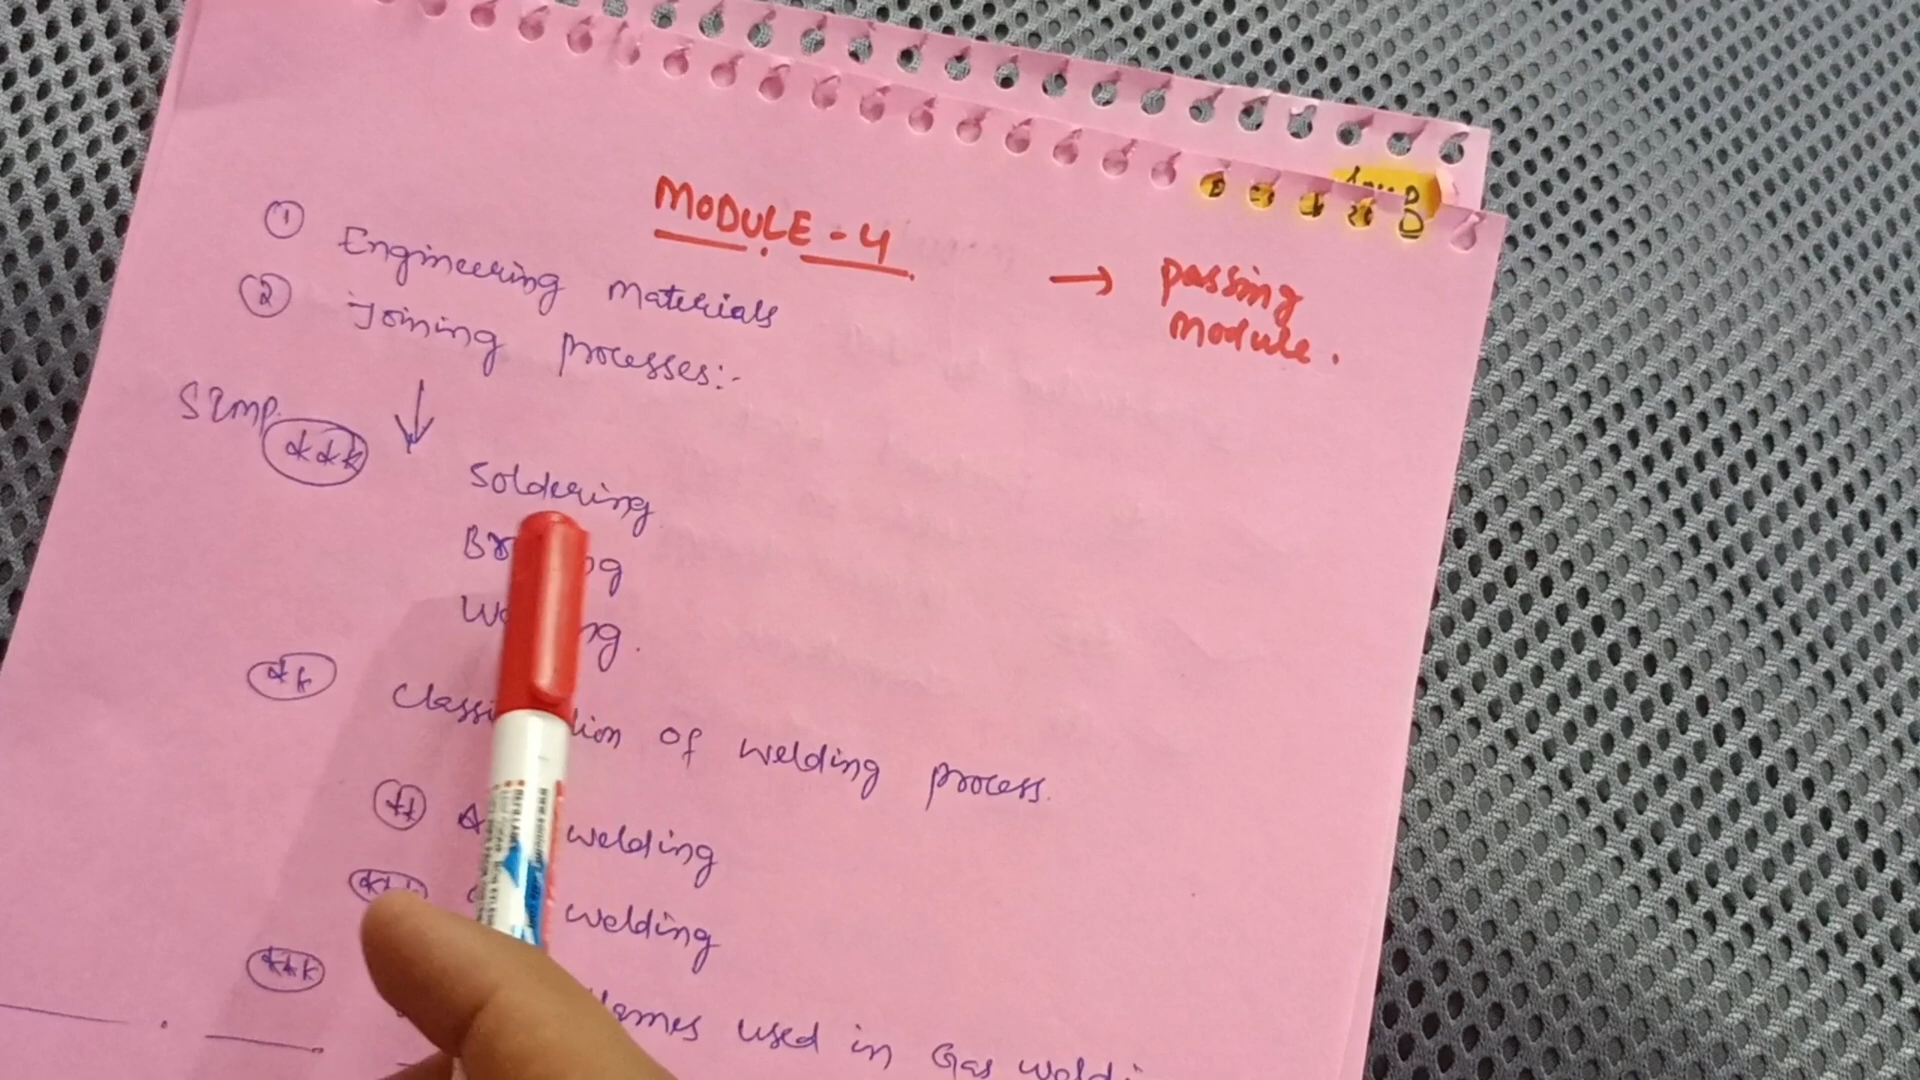 MODULE-4
→ passing
module.
① Engineering Materials
② Joining processes:-
SImp.
*** Soldering
** of welding process.
** welding
*** welding
*** used in Gas